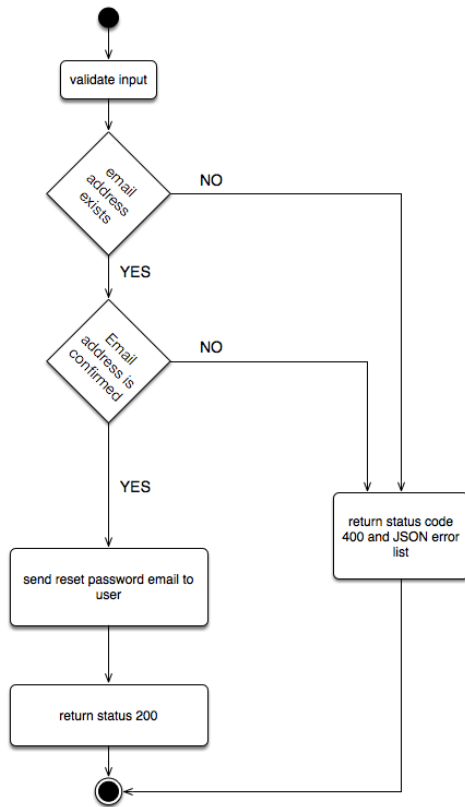 validate input
email
address
exists
NO
YES
Email
address is
confirmed
NO
YES
return status code
400 and JSON error
list
send reset password email to
user
return status 200